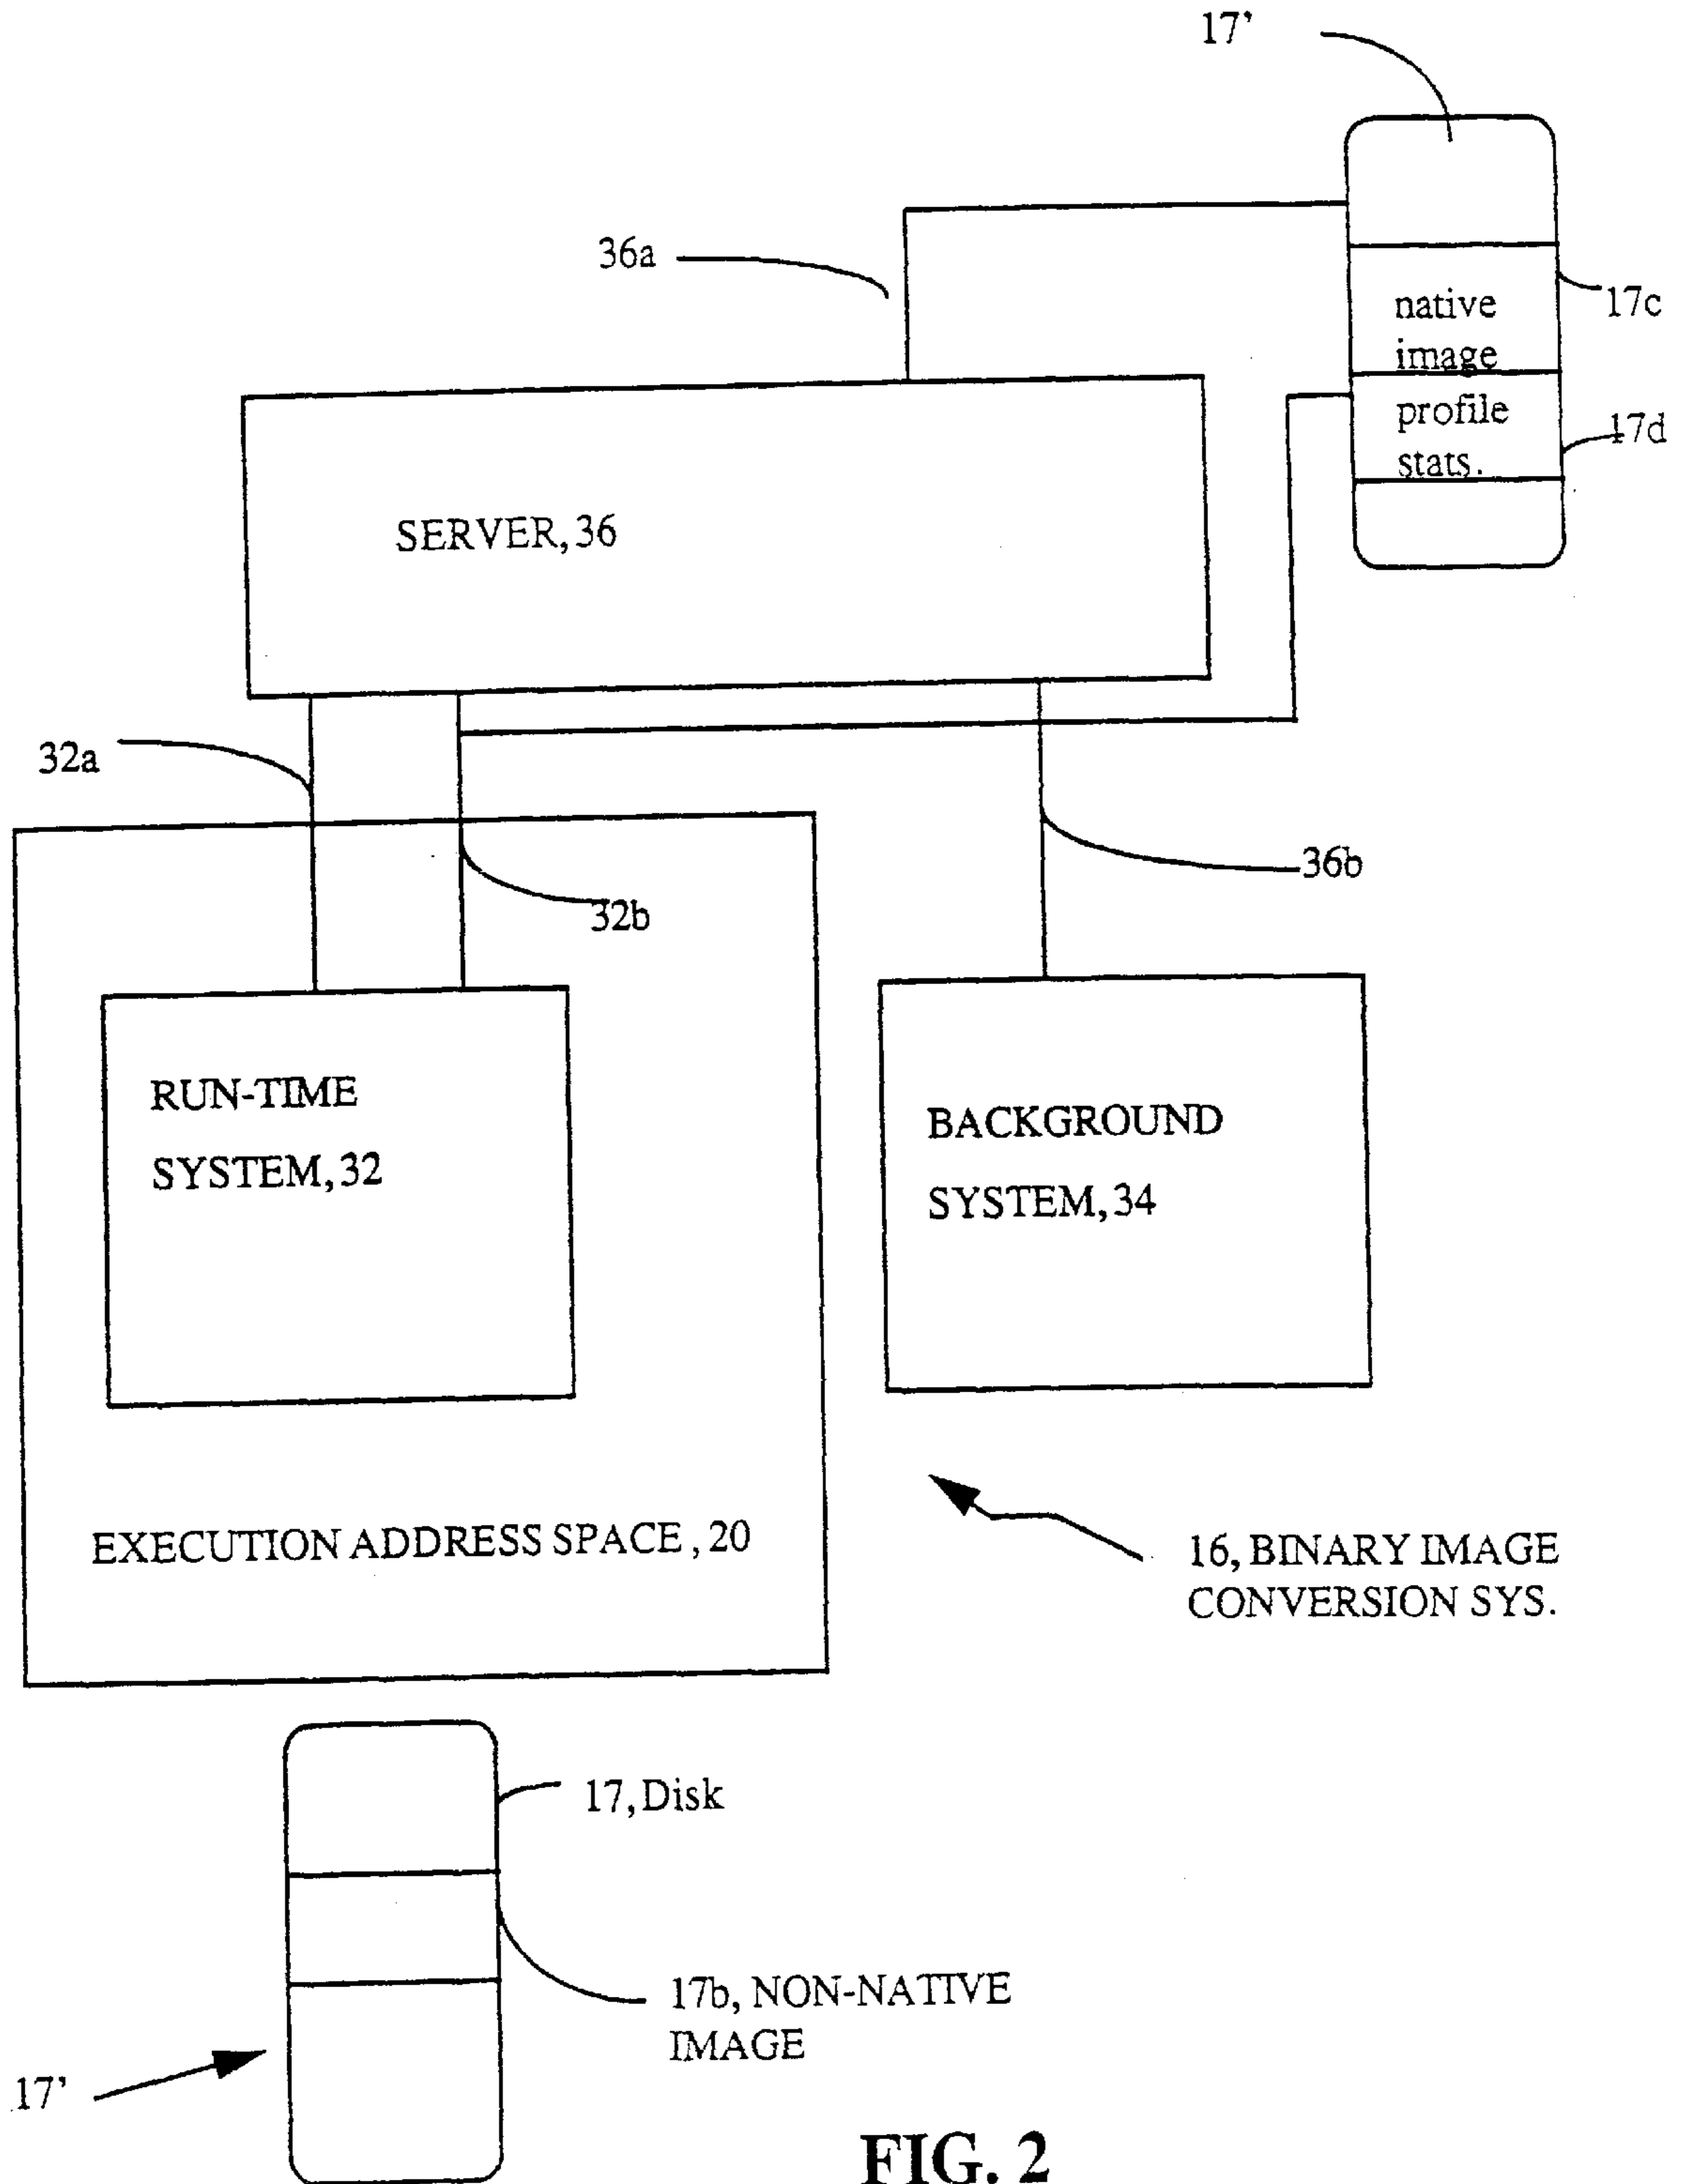 17’
36a
17c
native
image
profile
stats.
17d
SERVER, 36
32a
36b
32b
RUN-TIME
SYSTEM, 32
BACKGROUND
SYSTEM, 34
EXECUTION ADDRESS SPACE , 20
16, BINARY IMAGE
CONVERSION SYS.
17, Disk
17b, NON-NATIVE
IMAGE
17’
FIG. 2